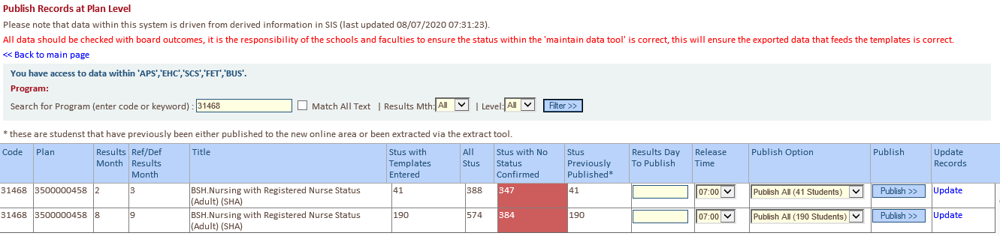 Publish Records at Plan Level
Please note that data within this system is driven from derived information in SIS (last updated 08/07/2020 07:31:23).
All data should be checked with board outcomes, it is the responsibility of the schools and faculties to ensure the status within the 'maintain data tool' is correct, this will ensure the exported data that feeds the templates is correct.
<< Back to main page
You have access to data within 'APS','EHC','SCS','FET','BUS'.
Program:
Search for Program (enter code or keyword) : 31468 Match All Text | Results Mth: All | Level: All Filter >>
* these are studenst that have previously been either published to the new online area or been extracted via the extract tool.
Code Plan Results Ref/Def Title Stus with All Stus with No Stus Results Day Release Publish Option Publish Update
Month Results Templates Stus Status Previously To Publish Time Records
Month Entered Confirmed Published*
31468 3500000458 2 3 BSH.Nursing with Registered Nurse Status 41 388 347 41 07:00 Publish All (41 Students) Publish >> Update
(Adult) (SHA)
31468 3500000458 8 9 BSH.Nursing with Registered Nurse Status 190 574 384 190 07:00 Publish All (190 Students) Publish >> Update
(Adult) (SHA)